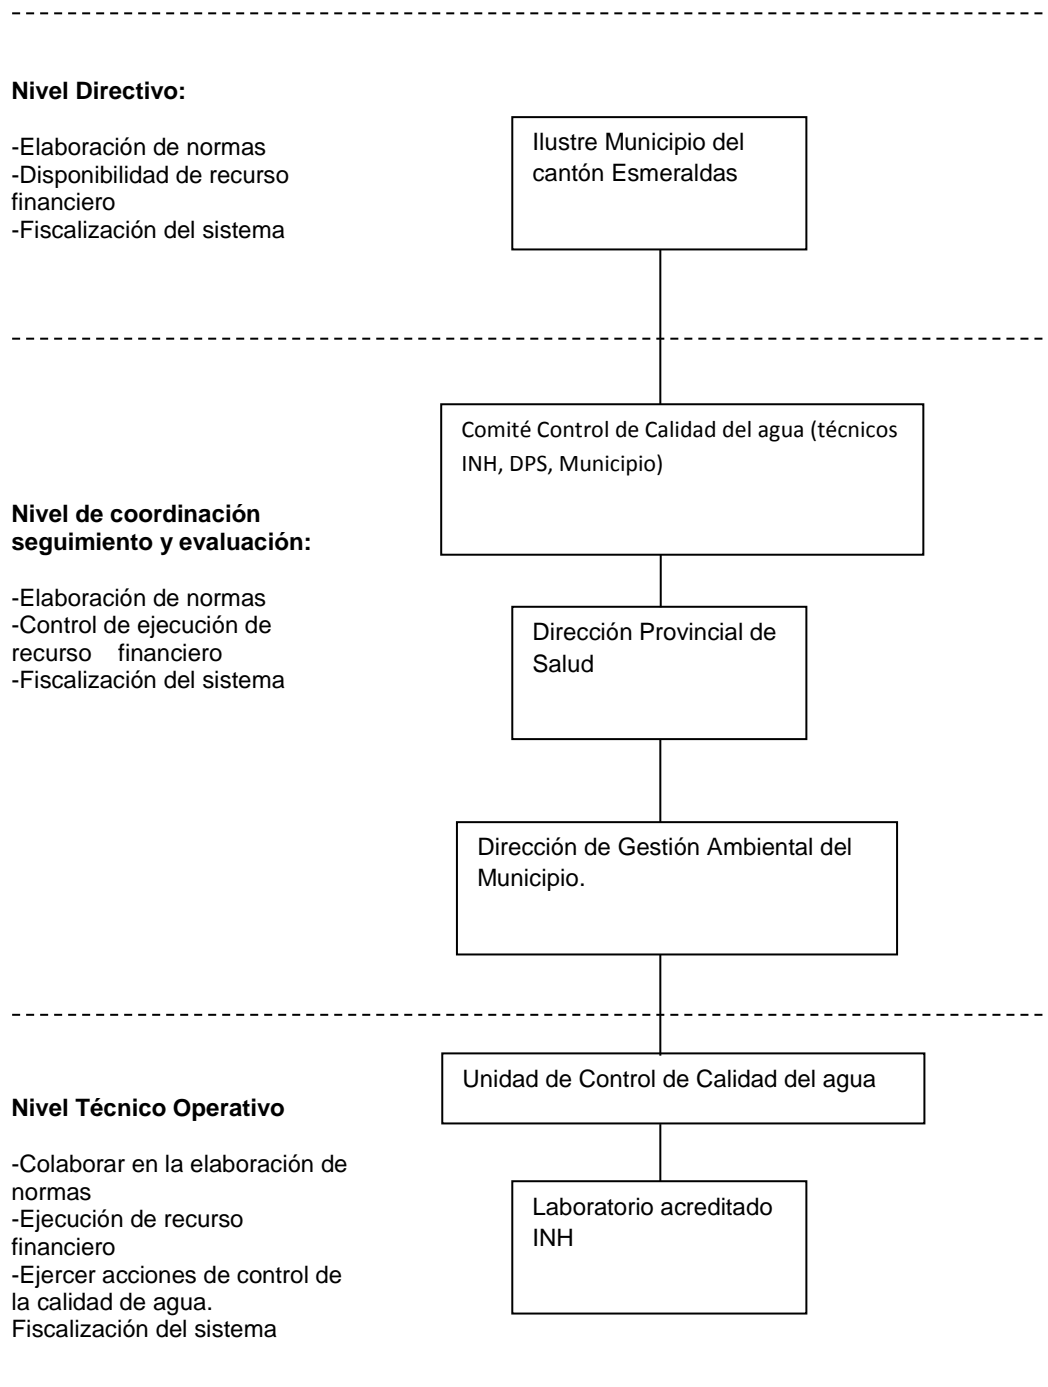 Nivel Directivo:
-Elaboración de normas
-Disponibilidad de recurso
financiero
-Fiscalización del sistema
Ilustre Municipio del
cantón Esmeraldas
Comité Control de Calidad del agua (técnicos
INH, DPS, Municipio)
Nivel de coordinación
seguimiento y evaluación:
-Elaboración de normas
-Control de ejecución de
recurso financiero
-Fiscalización del sistema
Dirección Provincial de
Salud
Dirección de Gestión Ambiental del
Municipio.
Unidad de Control de Calidad del agua
Nivel Técnico Operativo
-Colaborar en la elaboración de
normas
-Ejecución de recurso
financiero
-Ejercer acciones de control de
la calidad de agua.
Fiscalización del sistema
Laboratorio acreditado
INH